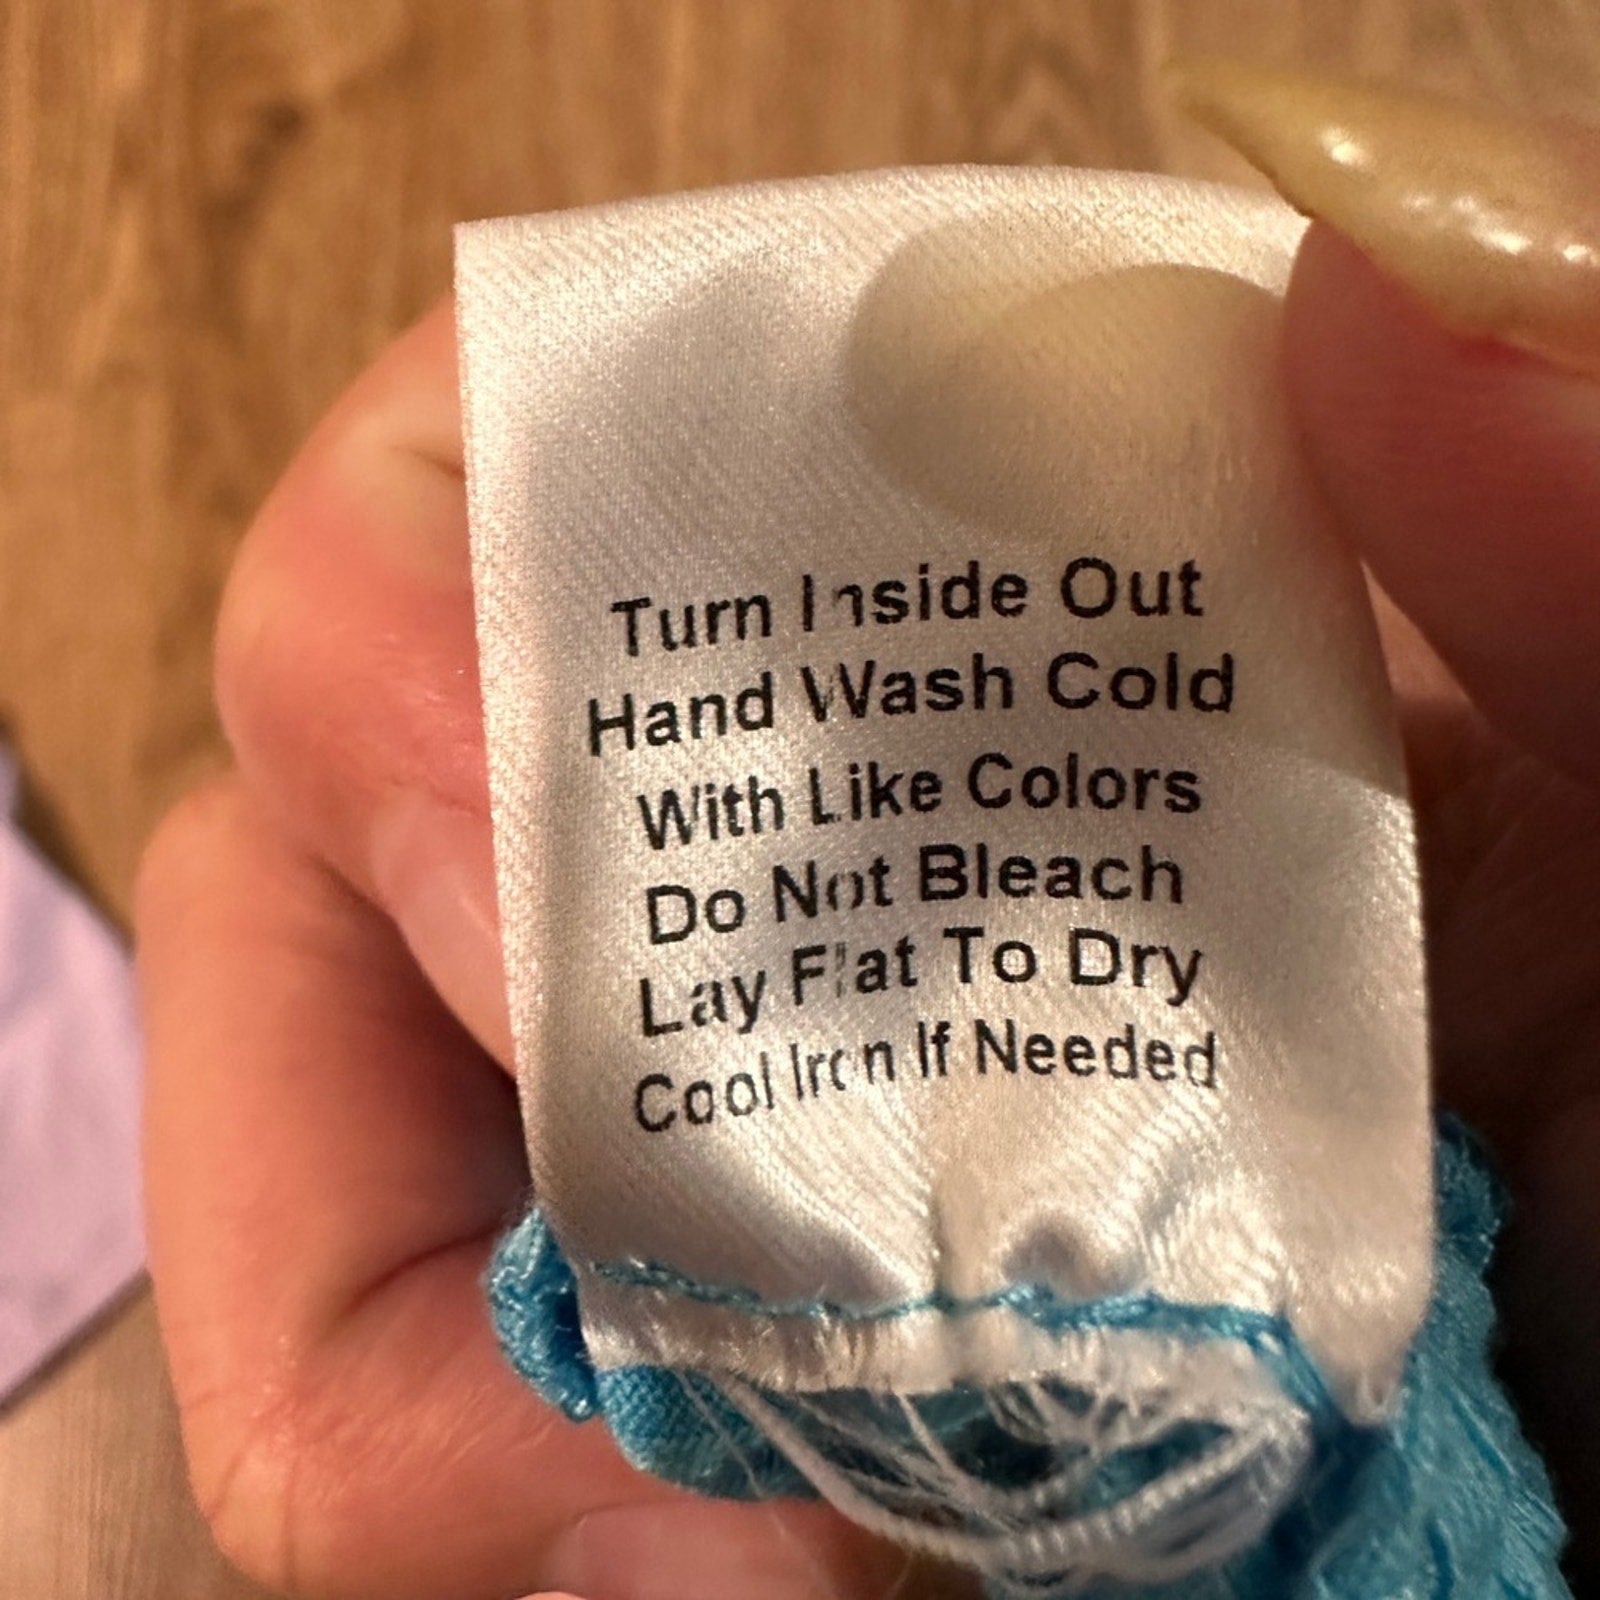 Turn Inside Out
Hand Wash Cold
With Like Colors
Do Not Bleach
Lay Flat To Dry
Cool Iron If Needed